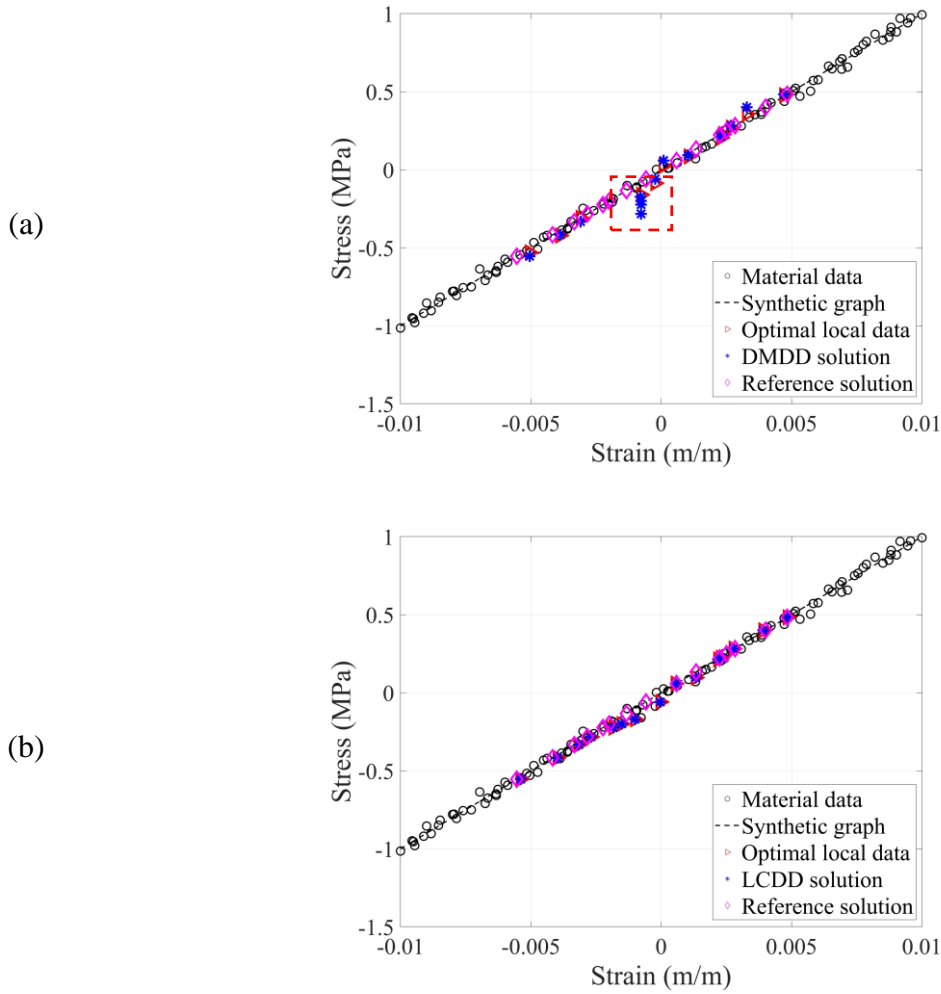 (a)
Stress (MPa)
1
0.5
0
-0.5
-1
-1.5
-0.01
-0.005
0
0.005
0.01
Strain (m/m)
Material data
Synthetic graph
Optimal local data
DMDD solution
Reference solution
(b)
Stress (MPa)
1
0.5
0
-0.5
-1
-1.5
-0.01
-0.005
0
0.005
0.01
Strain (m/m)
Material data
Synthetic graph
Optimal local data
LCDD solution
Reference solution